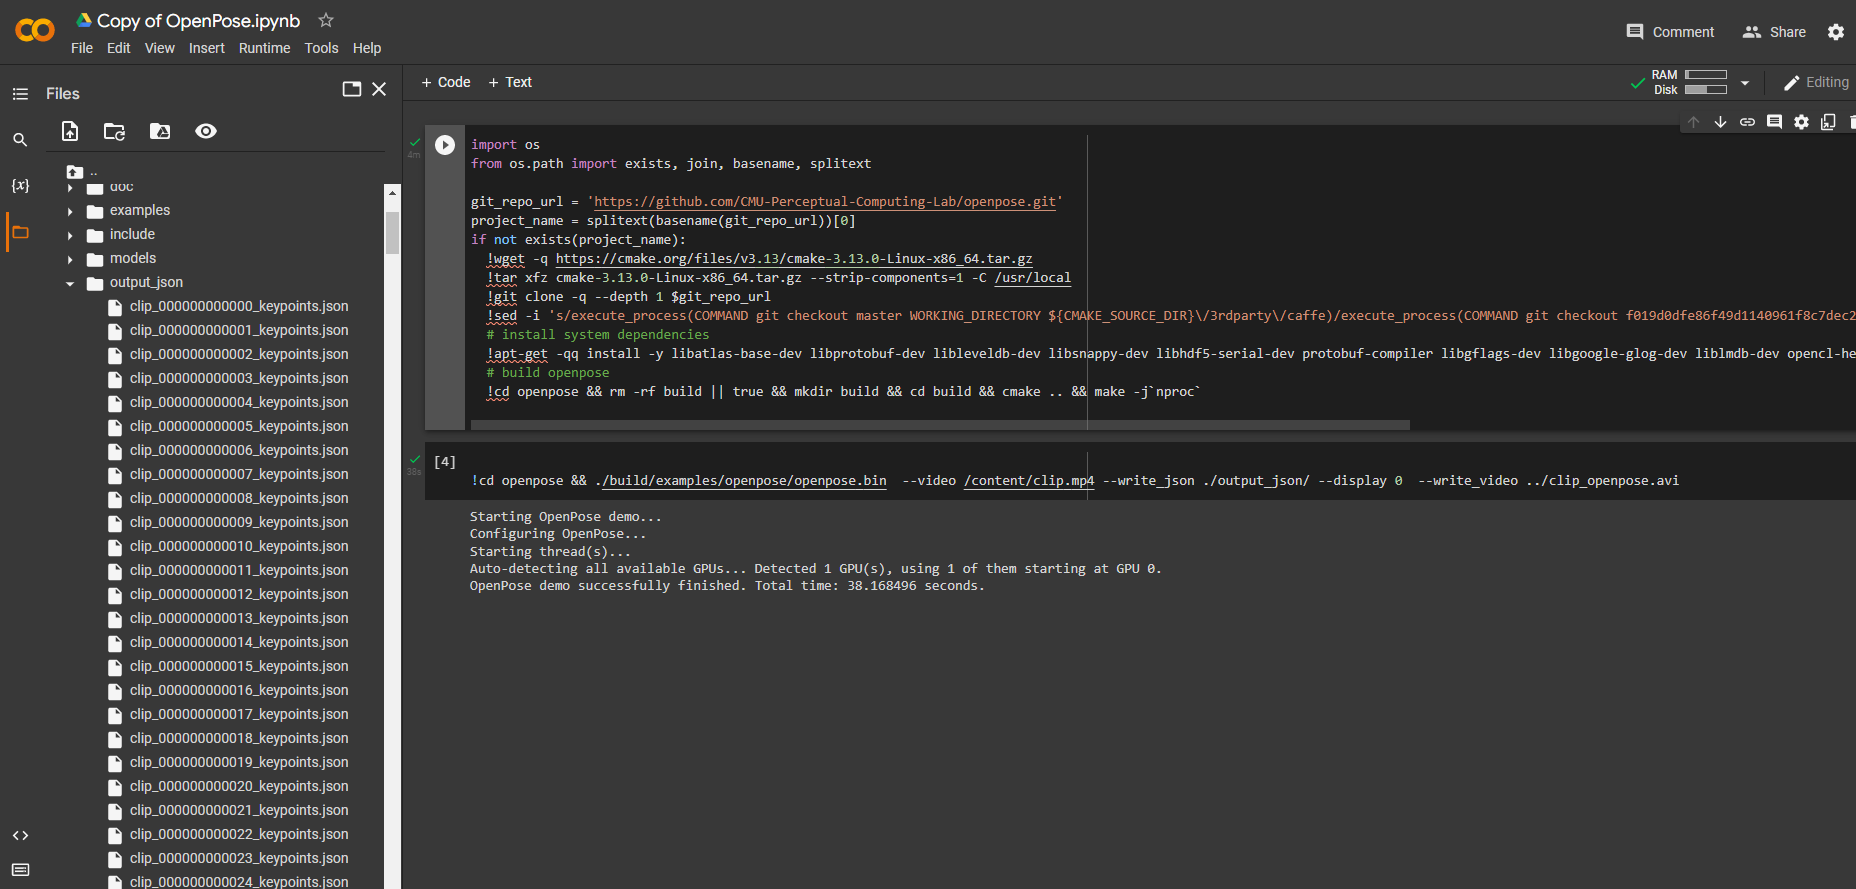 Copy of OpenPose.ipynb
File Edit View Insert Runtime Tools Help
Comment Share
Files
+ Code + Text
RAM
Disk
Editing
..
doc
examples
include
models
output_json
clip_000000000000_keypoints.json
clip_000000000001_keypoints.json
clip_000000000002_keypoints.json
clip_000000000003_keypoints.json
clip_000000000004_keypoints.json
clip_000000000005_keypoints.json
clip_000000000006_keypoints.json
clip_000000000007_keypoints.json
clip_000000000008_keypoints.json
clip_000000000009_keypoints.json
clip_000000000010_keypoints.json
clip_000000000011_keypoints.json
clip_000000000012_keypoints.json
clip_000000000013_keypoints.json
clip_000000000014_keypoints.json
clip_000000000015_keypoints.json
clip_000000000016_keypoints.json
clip_000000000017_keypoints.json
clip_000000000018_keypoints.json
clip_000000000019_keypoints.json
clip_000000000020_keypoints.json
clip_000000000021_keypoints.json
clip_000000000022_keypoints.json
clip_000000000023_keypoints.json
clip_000000000024_keypoints.json
4m
import os
from os.path import exists, join, basename, splitext
git_repo_url = 'https://github.com/CMU-Perceptual-Computing-Lab/openpose.git'
project_name = splitext(basename(git_repo_url))[0]
if not exists(project_name):
!wget -q https://cmake.org/files/v3.13/cmake-3.13.0-Linux-x86_64.tar.gz
!tar xfz cmake-3.13.0-Linux-x86_64.tar.gz --strip-components=1 -C /usr/local
!git clone -q --depth 1 $git_repo_url
!sed -i 's/execute_process(COMMAND git checkout master WORKING_DIRECTORY ${CMAKE_SOURCE_DIR}\/3rdparty\/caffe)/execute_process(COMMAND git checkout f019d0dfe86f49d1140961f8c7dec2
# install system dependencies
!apt-get -qq install -y libatlas-base-dev libprotobuf-dev libleveldb-dev libsnappy-dev libhdf5-serial-dev protobuf-compiler libgflags-dev libgoogle-glog-dev liblmdb-dev opencl-he
# build openpose
!cd openpose && rm -rf build || true && mkdir build && cd build && cmake .. && make -j`nproc`
38s
[4]
!cd openpose && ./build/examples/openpose/openpose.bin --video /content/clip.mp4 --write_json ./output_json/ --display 0 --write_video ../clip_openpose.avi
Starting OpenPose demo...
Configuring OpenPose...
Starting thread(s)...
Auto-detecting all available GPUs... Detected 1 GPU(s), using 1 of them starting at GPU 0.
OpenPose demo successfully finished. Total time: 38.168496 seconds.